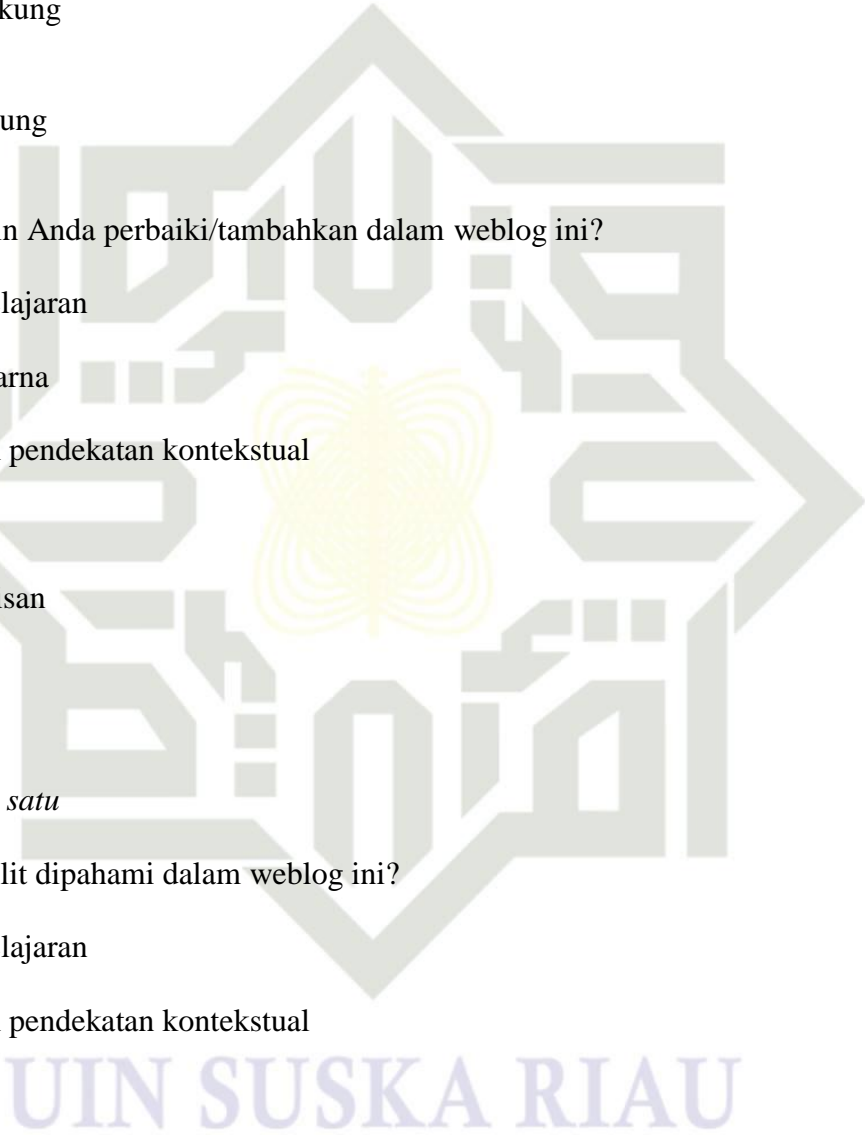 kung
ung
n Anda perbaiki/tambahkan dalam weblog ini?
lajaran
arna
pendekatan kontekstual
isan
satu
lit dipahami dalam weblog ini?
lajaran
pendekatan kontekstual
UIN SUSKA RIAU